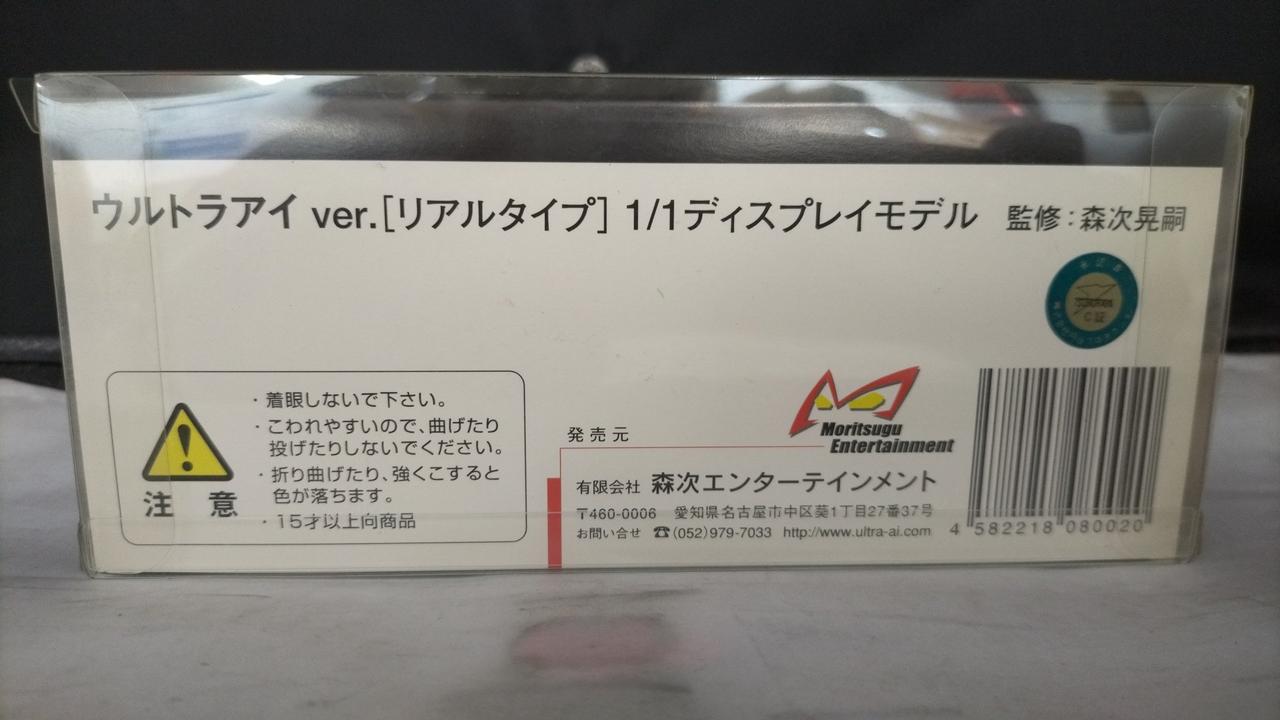 ウルトラアイ ver.[リアルタイプ] 1/1ディスプレイモデル 監修:森次晃嗣
C証
・着眼しないで下さい。
・こわれやすいので、曲げたり
投げたりしないでください。
・折り曲げたり、強くこすると
色が落ちます。
・15才以上向商品
注 意
発売元
Moritsugu
Entertainment
有限会社 森次エンターテインメント
〒460-0006 愛知県名古屋市中区葵1丁目27番37号
お問い合せ ☎(052)979-7033 http://www.ultra-ai.com
4 582218 080020